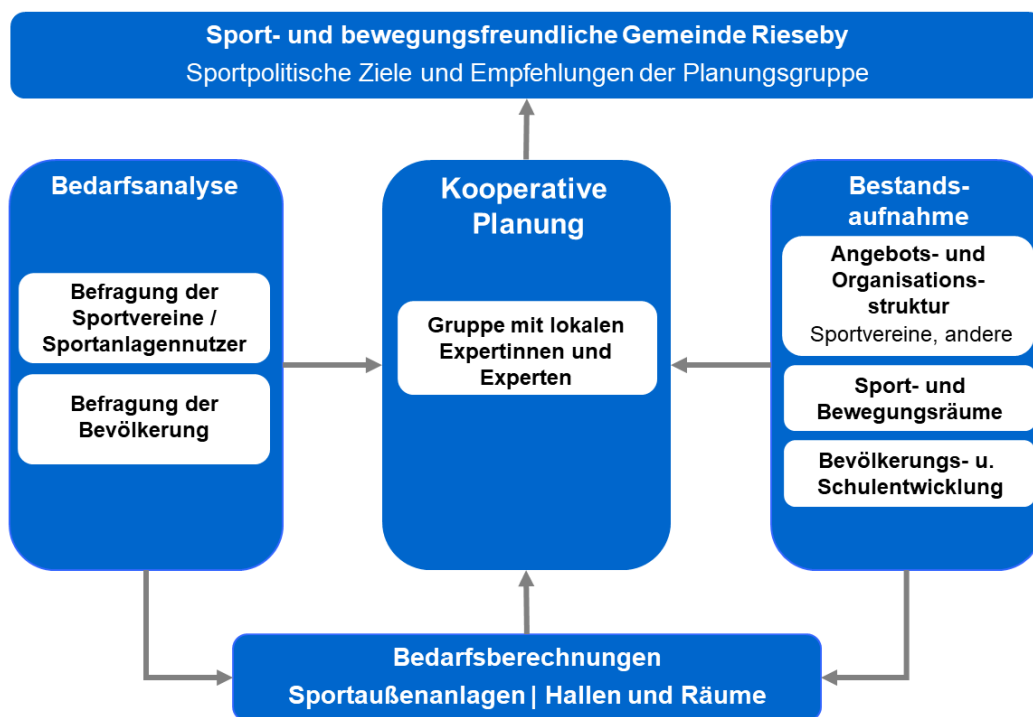 Sport- und bewegungsfreundliche Gemeinde Rieseby
Sportpolitische Ziele und Empfehlungen der Planungsgruppe
Bedarfsanalyse
Befragung der
Sportvereine /
Sportanlagennutzer
Befragung der
Bevölkerung
Kooperative
Planung
Gruppe mit lokalen
Expertinnen und
Experten
Bestands-
aufnahme
Angebots- und
Organisations-
struktur
Sportvereine, andere
Sport- und
Bewegungsräume
Bevölkerungs- u.
Schulentwicklung
Bedarfsberechnungen
Sportaußenanlagen | Hallen und Räume